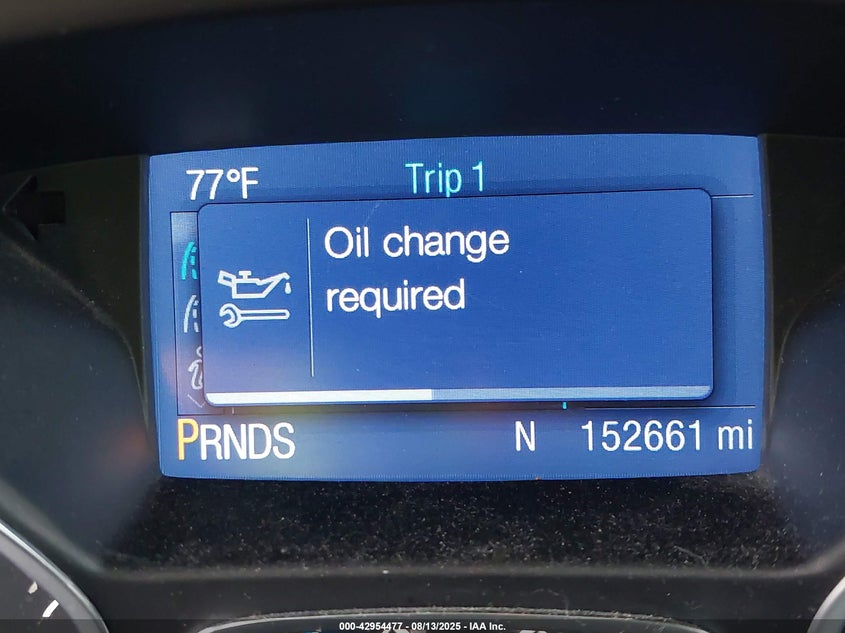 77°F Trip 1
Oil change
required
PRNDS N 152661 mi
000-42954477 - 08/13/2025 - IAA Inc.